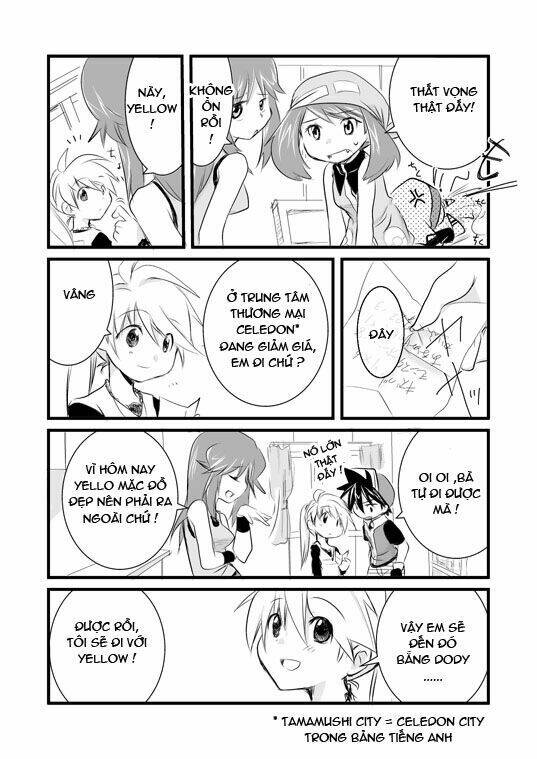 THẤT VỌNG
THẬT ĐẤY!
KHÔNG
ỔN
RỒI!
NÀY,
YELLOW
!
ĐÂY
Ở TRUNG TÂM
THƯƠNG MẠI
CELEDON*
ĐANG GIẢM GIÁ,
EM ĐI CHỨ ?
VÂNG
OI OI ,BÀ
TỰ ĐI ĐƯỢC
MÀ !
NÓ LỚN
THẬT
ĐẤY !
VÌ HÔM NAY
YELLO MẶC ĐỒ
ĐẸP NÊN PHẢI RA
NGOÀI CHỨ !
VẬY EM SẼ
ĐẾN ĐÓ
BẰNG DODY
......
ĐƯỢC RỒI,
TÔI SẼ ĐI VỚI
YELLOW !
* TAMAMUSHI CITY = CELEDON CITY
TRONG BẢNG TIẾNG ANH